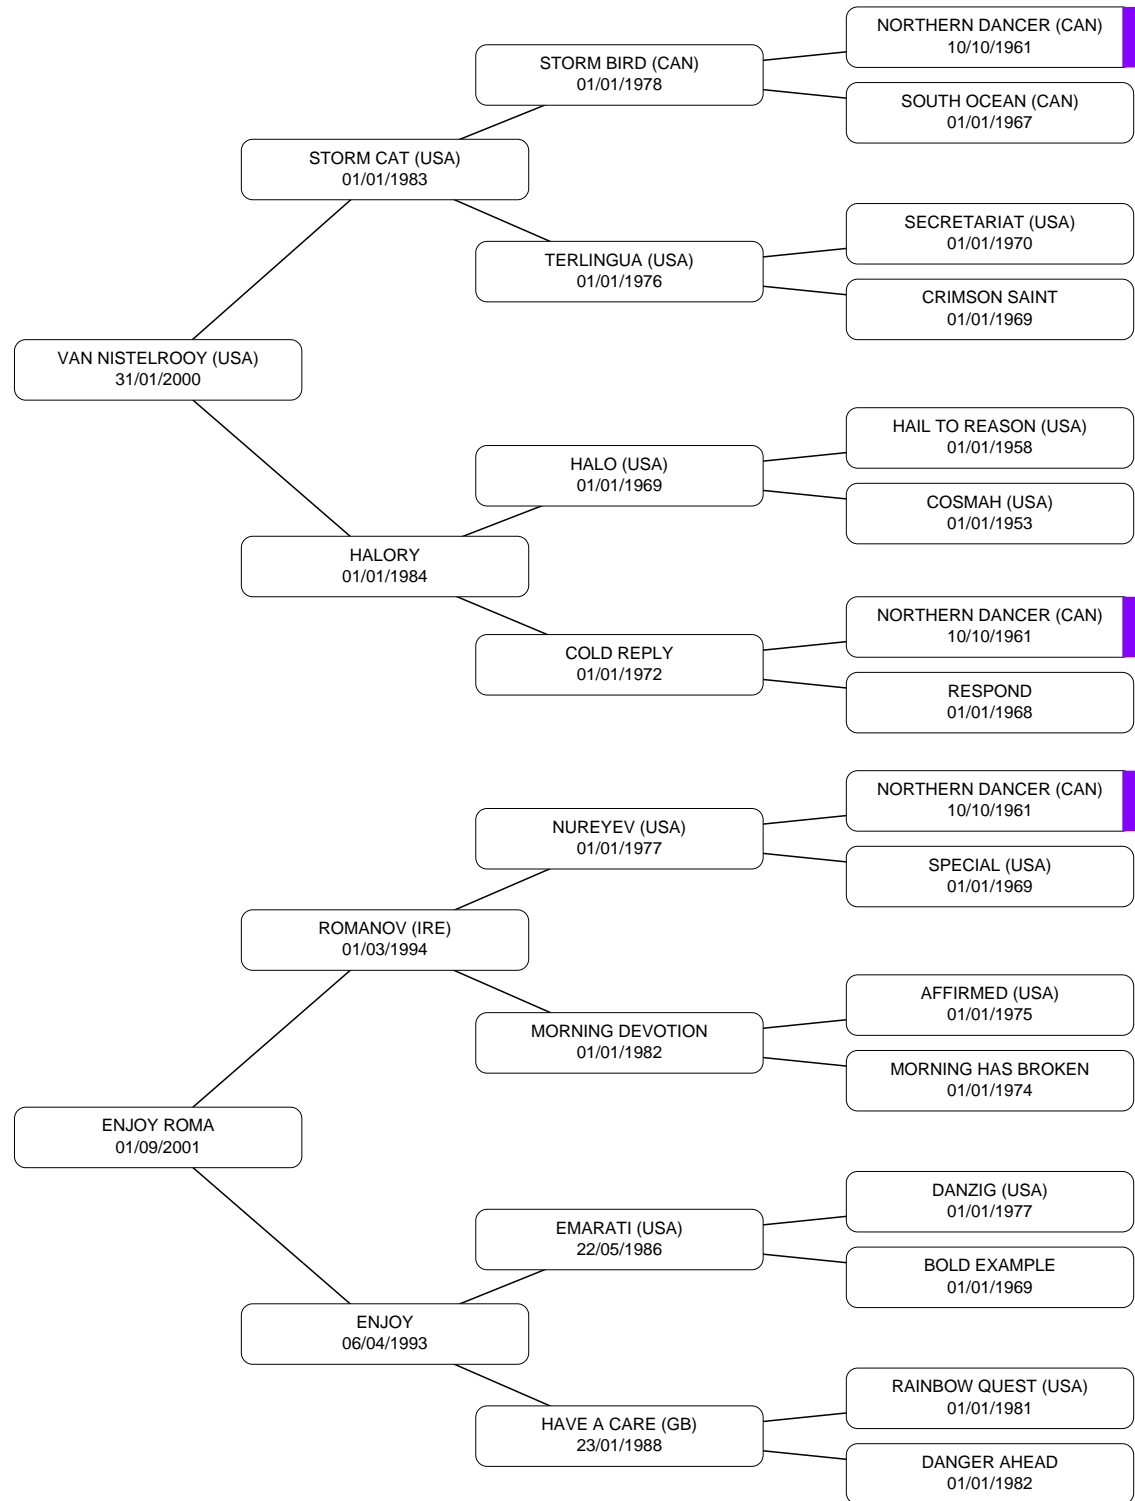 NORTHERN DANCER (CAN)
10/10/1961
STORM BIRD (CAN)
01/01/1978
SOUTH OCEAN (CAN)
01/01/1967
STORM CAT (USA)
01/01/1983
SECRETARIAT (USA)
01/01/1970
TERLINGUA (USA)
01/01/1976
CRIMSON SAINT
01/01/1969
VAN NISTELROOY (USA)
31/01/2000
HAIL TO REASON (USA)
01/01/1958
HALO (USA)
01/01/1969
COSMAH (USA)
01/01/1953
HALORY
01/01/1984
NORTHERN DANCER (CAN)
10/10/1961
COLD REPLY
01/01/1972
RESPOND
01/01/1968
NORTHERN DANCER (CAN)
10/10/1961
NUREYEV (USA)
01/01/1977
SPECIAL (USA)
01/01/1969
ROMANOV (IRE)
01/03/1994
AFFIRMED (USA)
01/01/1975
MORNING DEVOTION
01/01/1982
MORNING HAS BROKEN
01/01/1974
ENJOY ROMA
01/09/2001
DANZIG (USA)
01/01/1977
EMARATI (USA)
22/05/1986
BOLD EXAMPLE
01/01/1969
ENJOY
06/04/1993
RAINBOW QUEST (USA)
01/01/1981
HAVE A CARE (GB)
23/01/1988
DANGER AHEAD
01/01/1982